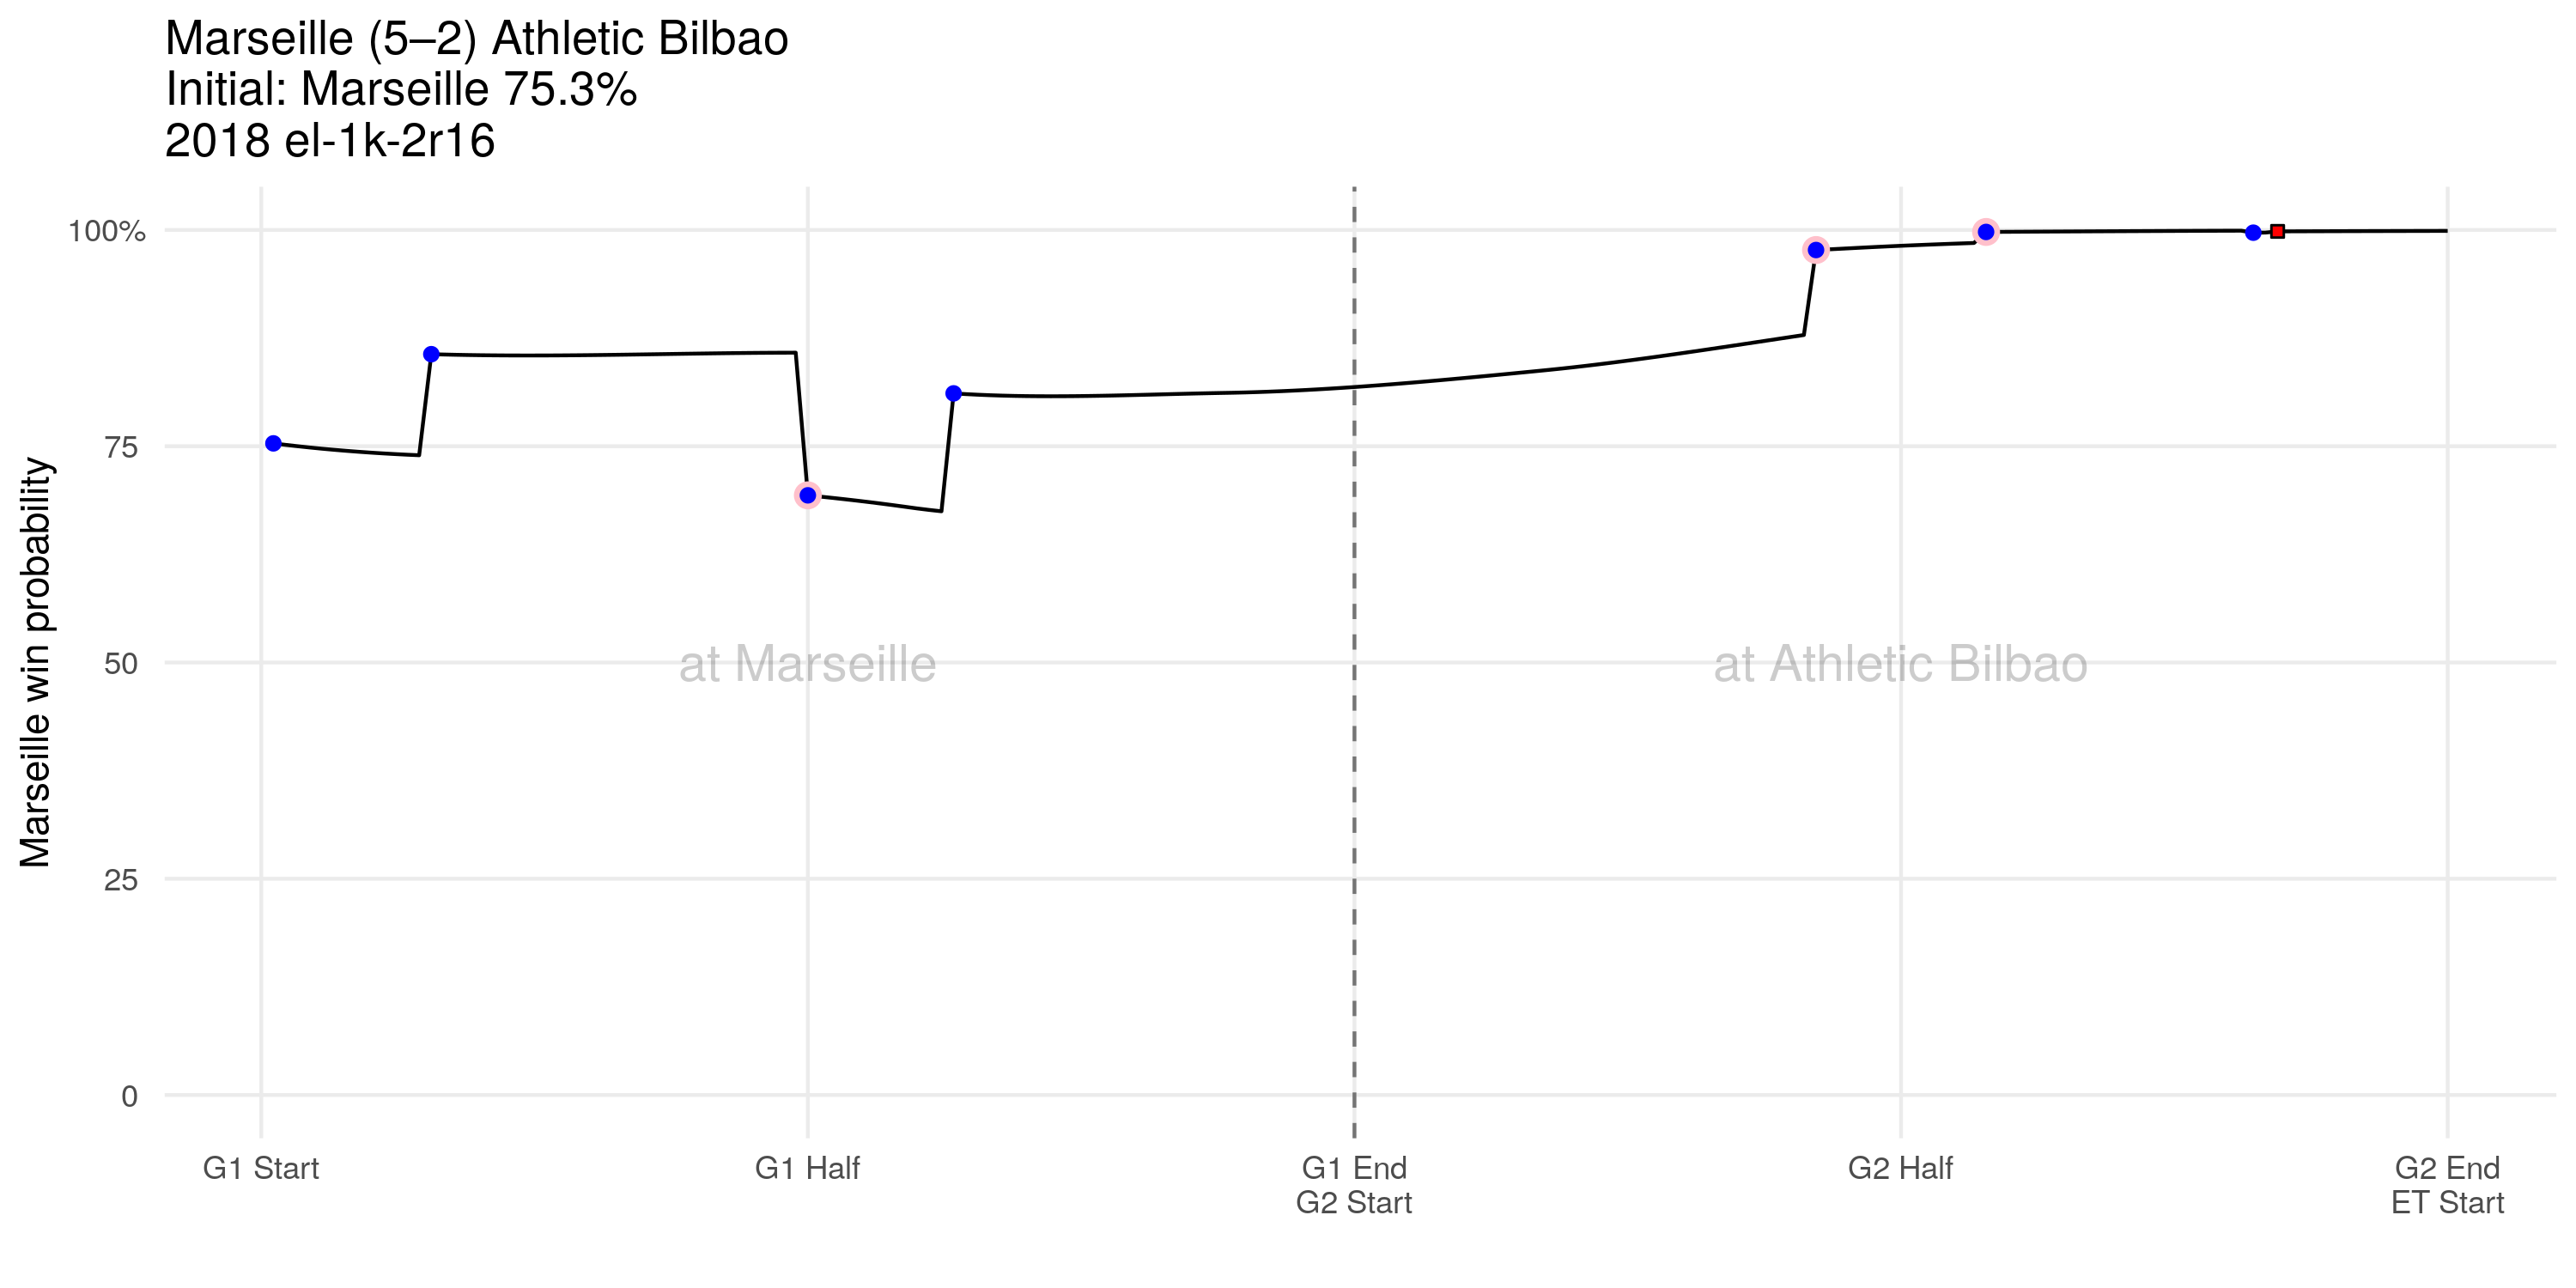 Marseille (5–2) Athletic Bilbao
Initial: Marseille 75.3%
2018 el-1k-2r16
Marseille win probability
100%
75
50
25
0
at Marseille
at Athletic Bilbao
G1 Start
G1 Half
G1 End
G2 Start
G2 Half
G2 End
ET Start